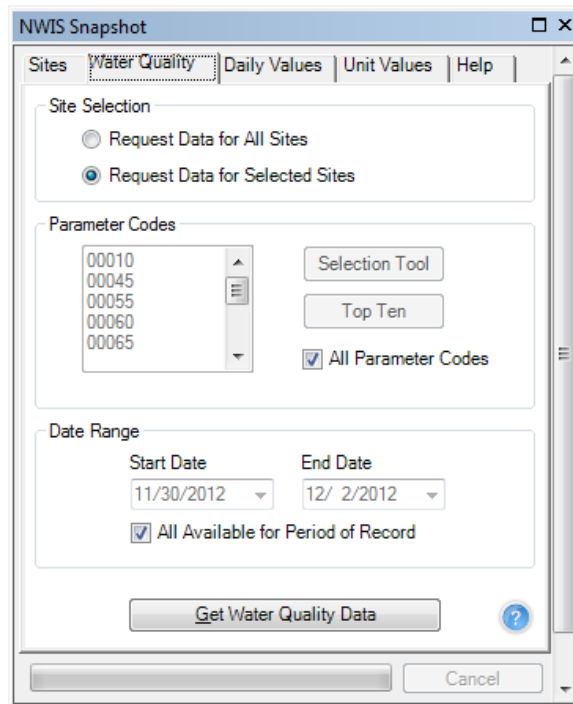 NWIS Snapshot
Sites Water Quality Daily Values Unit Values Help
Site Selection
Request Data for All Sites
Request Data for Selected Sites
Parameter Codes
00010
00045
00055
00060
00065
Selection Tool
Top Ten
All Parameter Codes
Date Range
Start Date End Date
11/30/2012 12/ 2/2012
All Available for Period of Record
Get Water Quality Data ?
Cancel